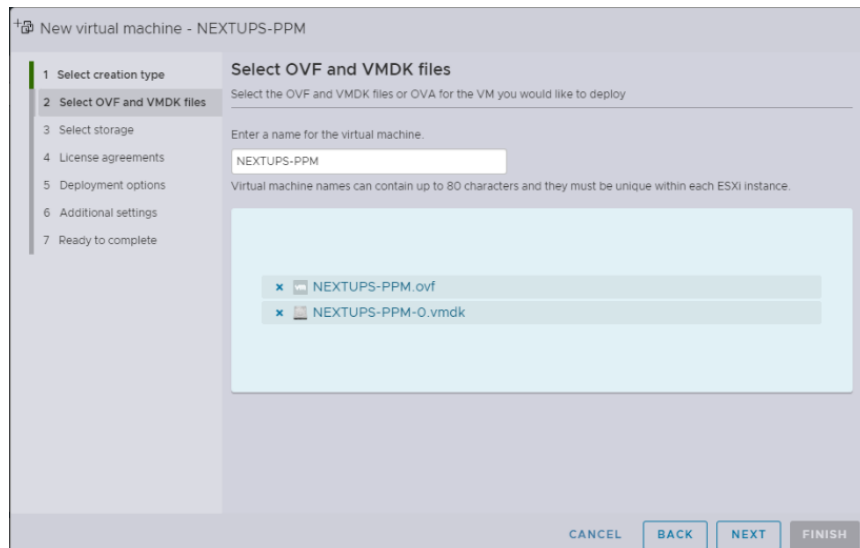 New virtual machine - NEXTUPS-PPM
1 Select creation type
2 Select OVF and VMDK files
3 Select storage
4 License agreements
5 Deployment options
6 Additional settings
7 Ready to complete
Select OVF and VMDK files
Select the OVF and VMDK files or OVA for the VM you would like to deploy
Enter a name for the virtual machine.
NEXTUPS-PPM
Virtual machine names can contain up to 80 characters and they must be unique within each ESXi instance.
× NEXTUPS-PPM.ovf
× NEXTUPS-PPM-0.vmdk
CANCEL BACK NEXT FINISH